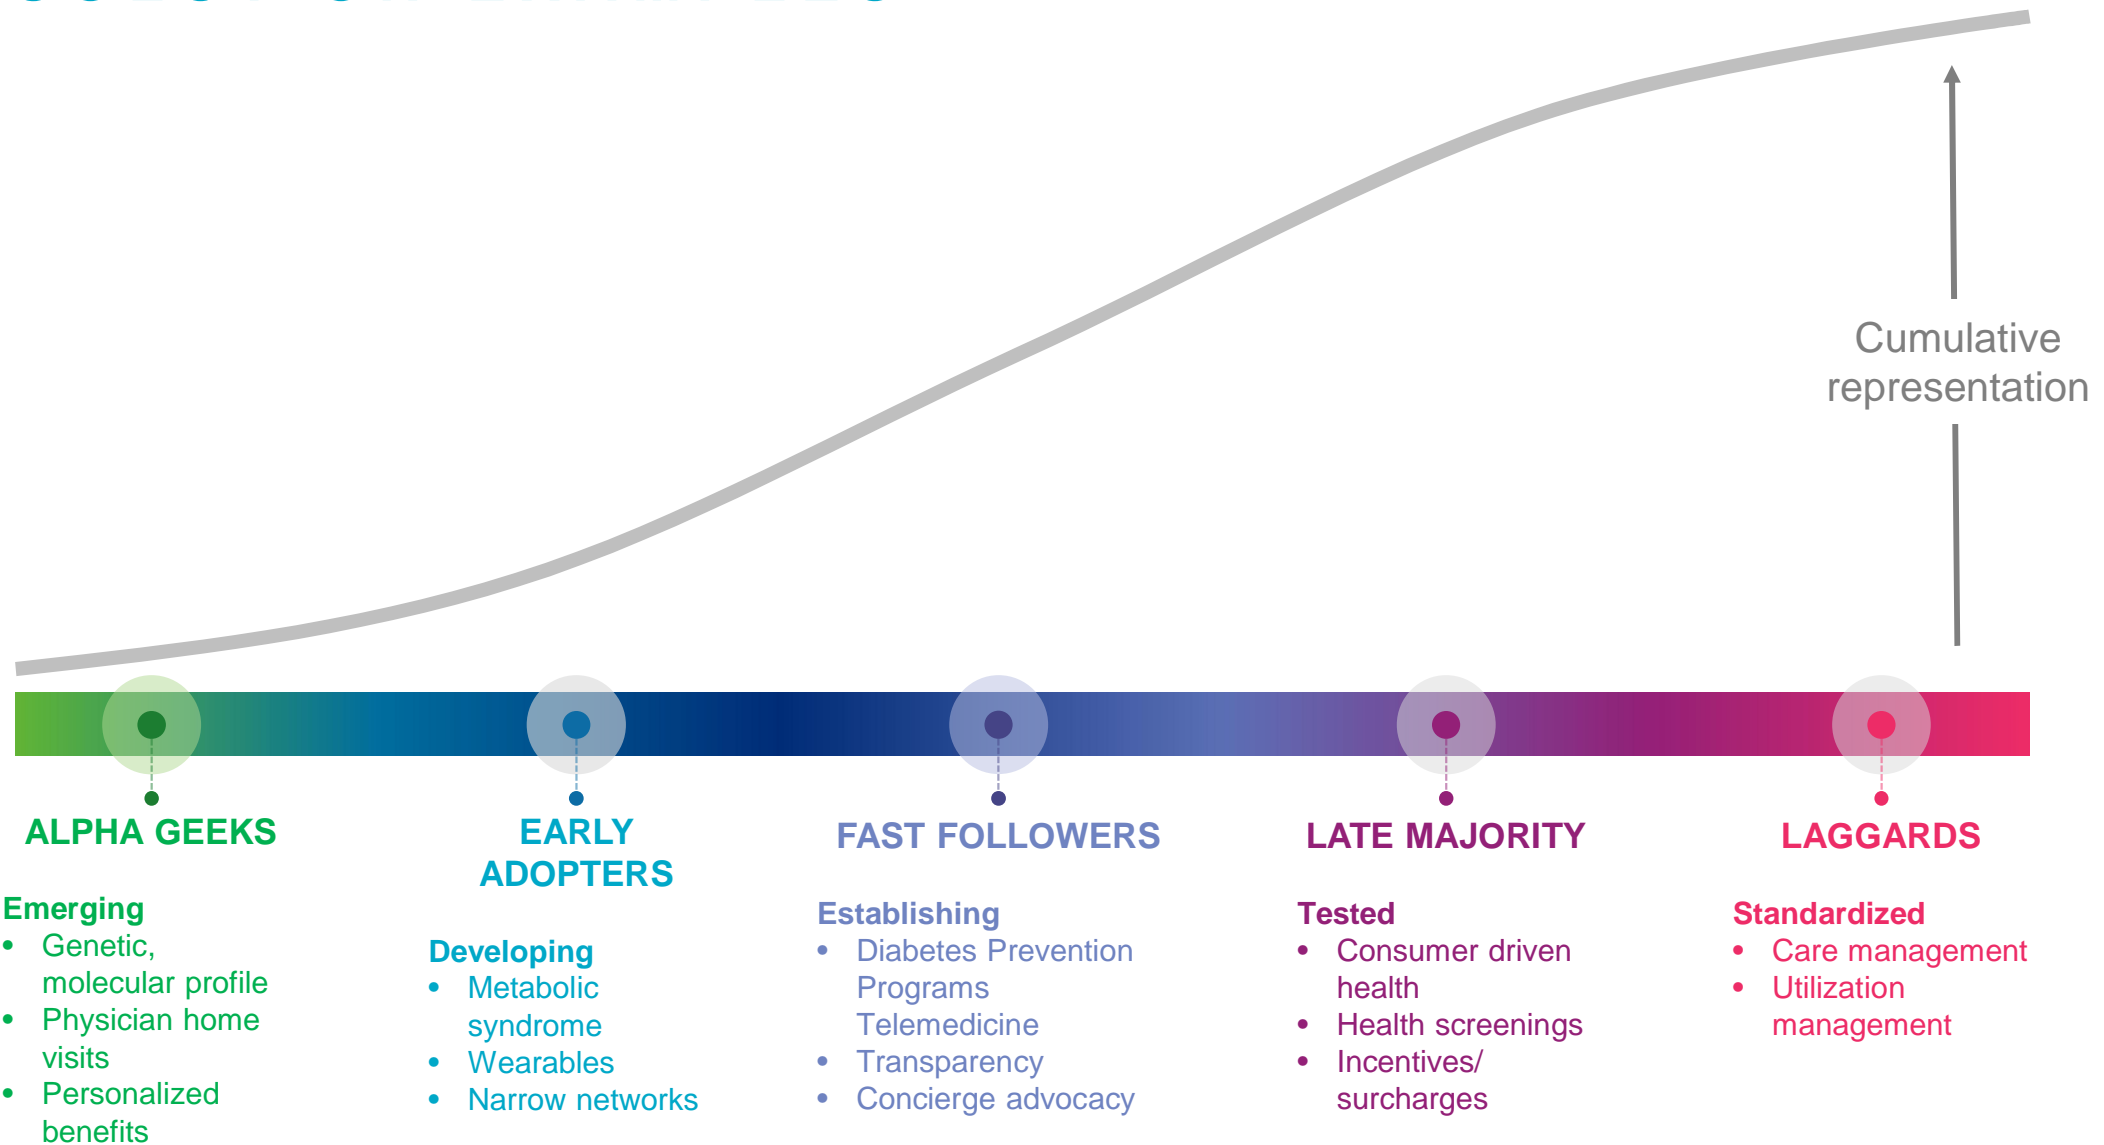 Cumulative
representation
ALPHA GEEKS
Emerging
• Genetic,
molecular profile
• Physician home
visits
• Personalized
benefits
EARLY
ADOPTERS
Developing
• Metabolic
syndrome
• Wearables
• Narrow networks
FAST FOLLOWERS
Establishing
• Diabetes Prevention
Programs
Telemedicine
• Transparency
• Concierge advocacy
LATE MAJORITY
Tested
• Consumer driven
health
• Health screenings
• Incentives/
surcharges
LAGGARDS
Standardized
• Care management
• Utilization
management